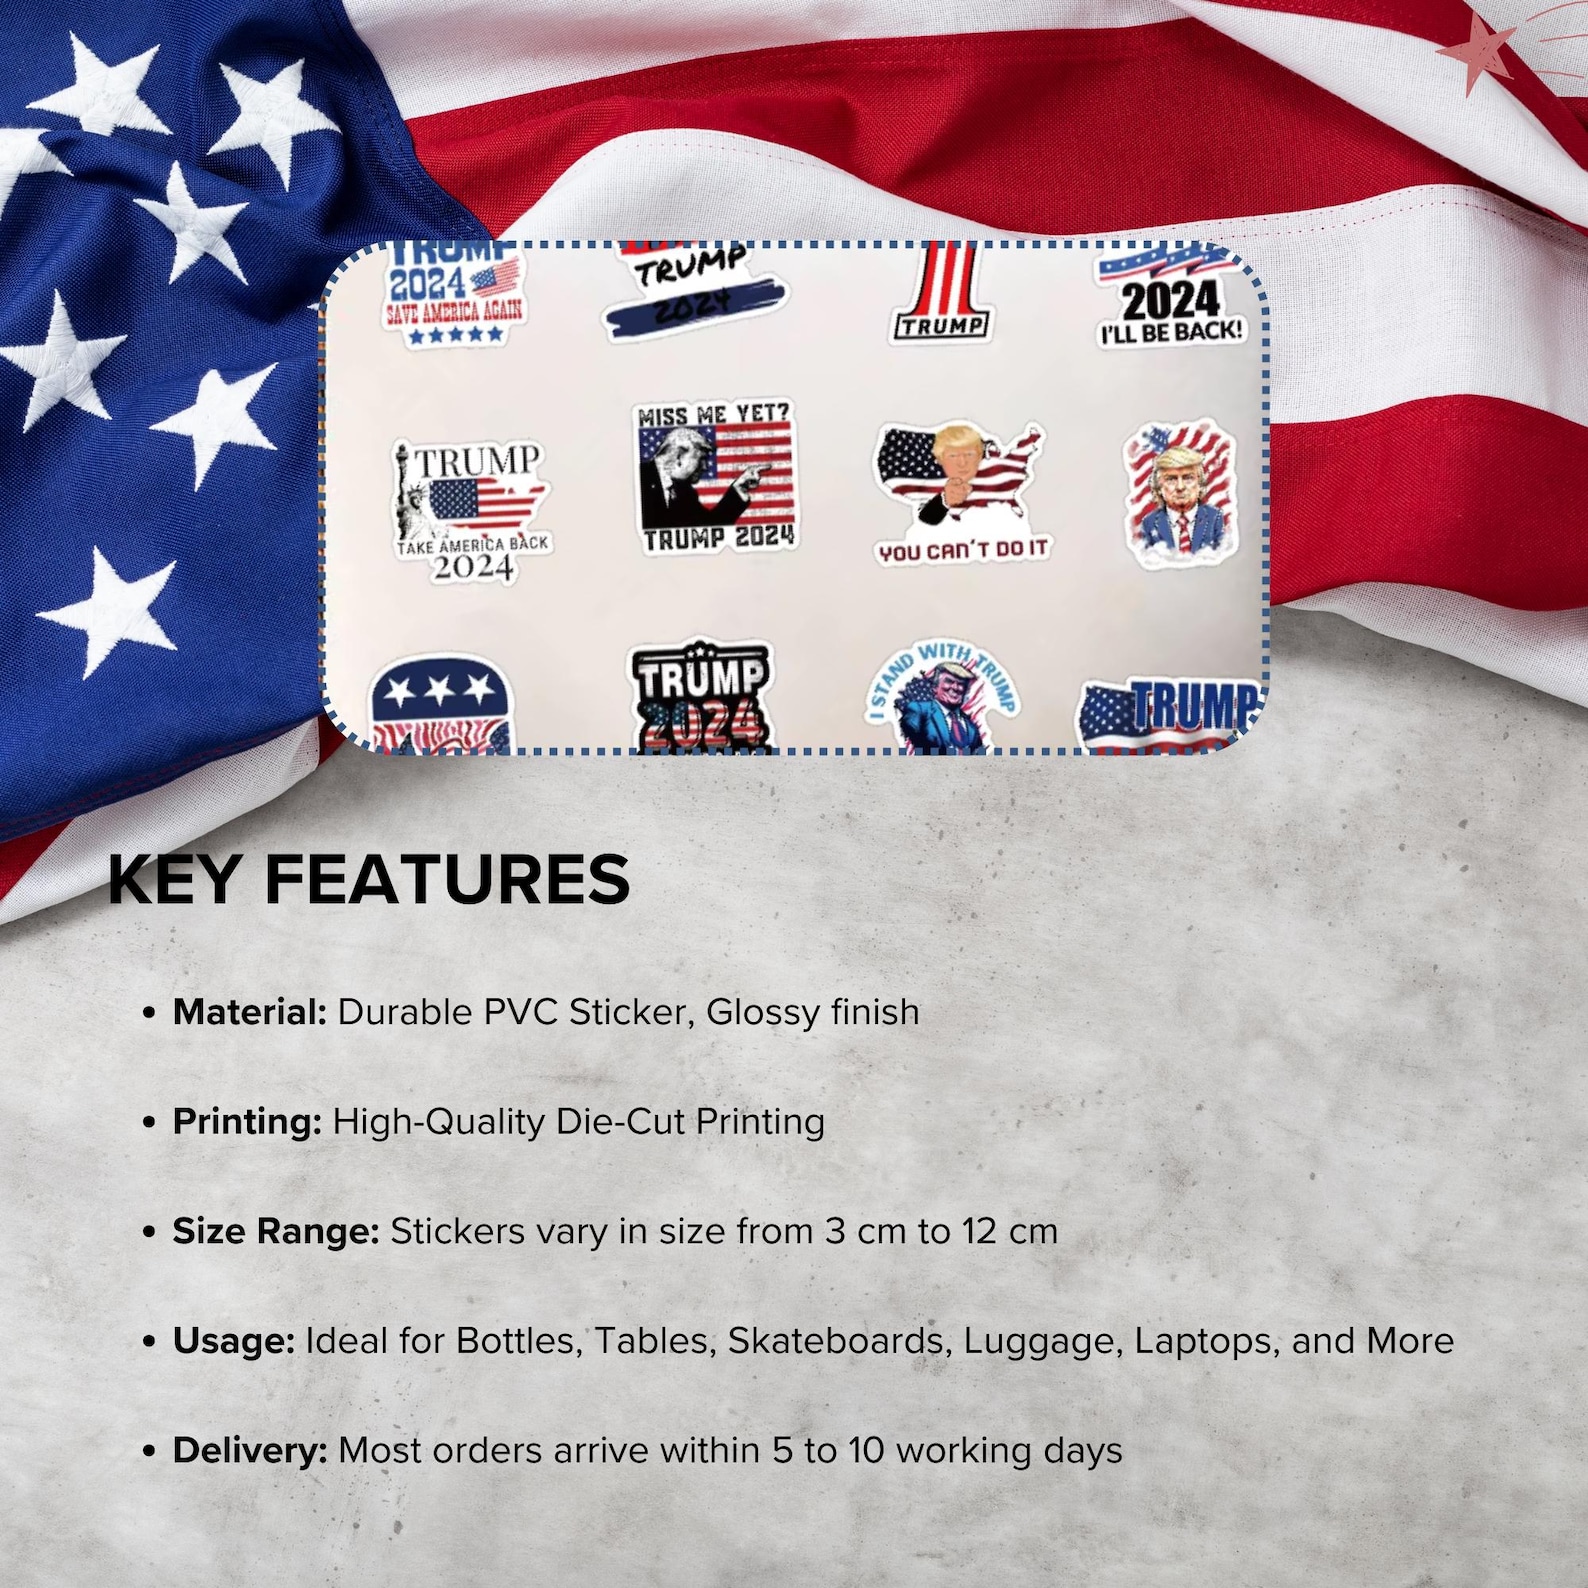 TRUMP
2024
SAVE AMERICA AGAIN
TRUMP
2024
TRUMP
2024
I'LL BE BACK!
TRUMP
TAKE AMERICA BACK
2024
MISS ME YET?
TRUMP 2024
YOU CAN'T DO IT
TRUMP
2024
I STAND WITH TRUMP
TRUMP
KEY FEATURES
• Material: Durable PVC Sticker, Glossy finish
• Printing: High-Quality Die-Cut Printing
• Size Range: Stickers vary in size from 3 cm to 12 cm
• Usage: Ideal for Bottles, Tables, Skateboards, Luggage, Laptops, and More
• Delivery: Most orders arrive within 5 to 10 working days